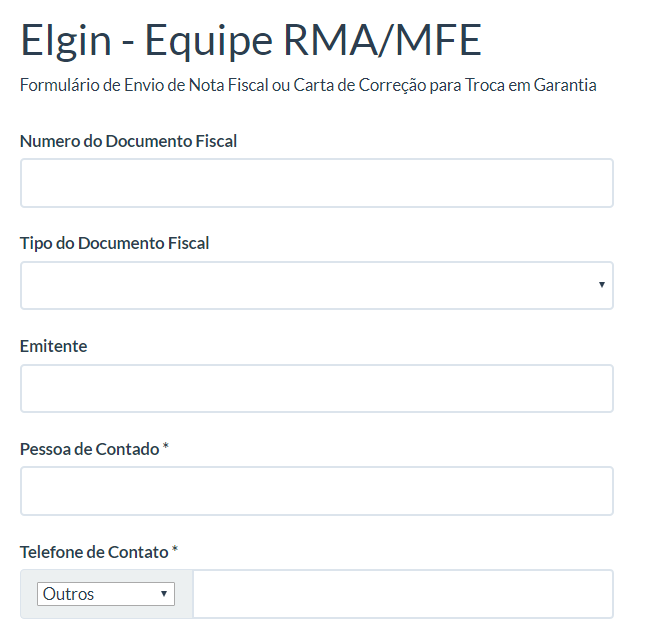 Elgin - Equipe RMA/MFE
Formulário de Envio de Nota Fiscal ou Carta de Correção para Troca em Garantia
Numero do Documento Fiscal
Tipo do Documento Fiscal
Emitente
Pessoa de Contado *
Telefone de Contato *
Outros